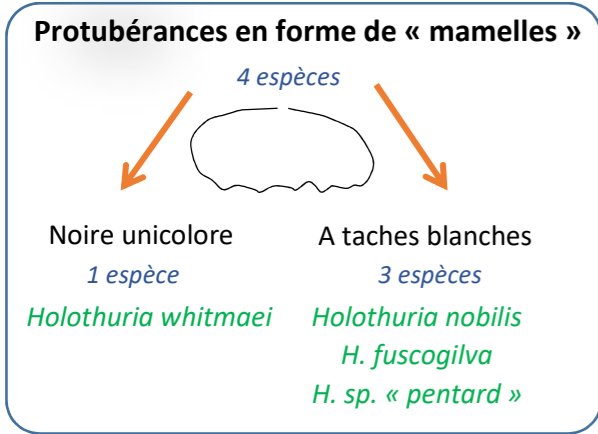 Protubérances en forme de « mamelles »
4 espèces
Noire unicolore
1 espèce
Holothuria whitmaei
A taches blanches
3 espèces
Holothuria nobilis
H. fuscogilva
H. sp. « pentard »